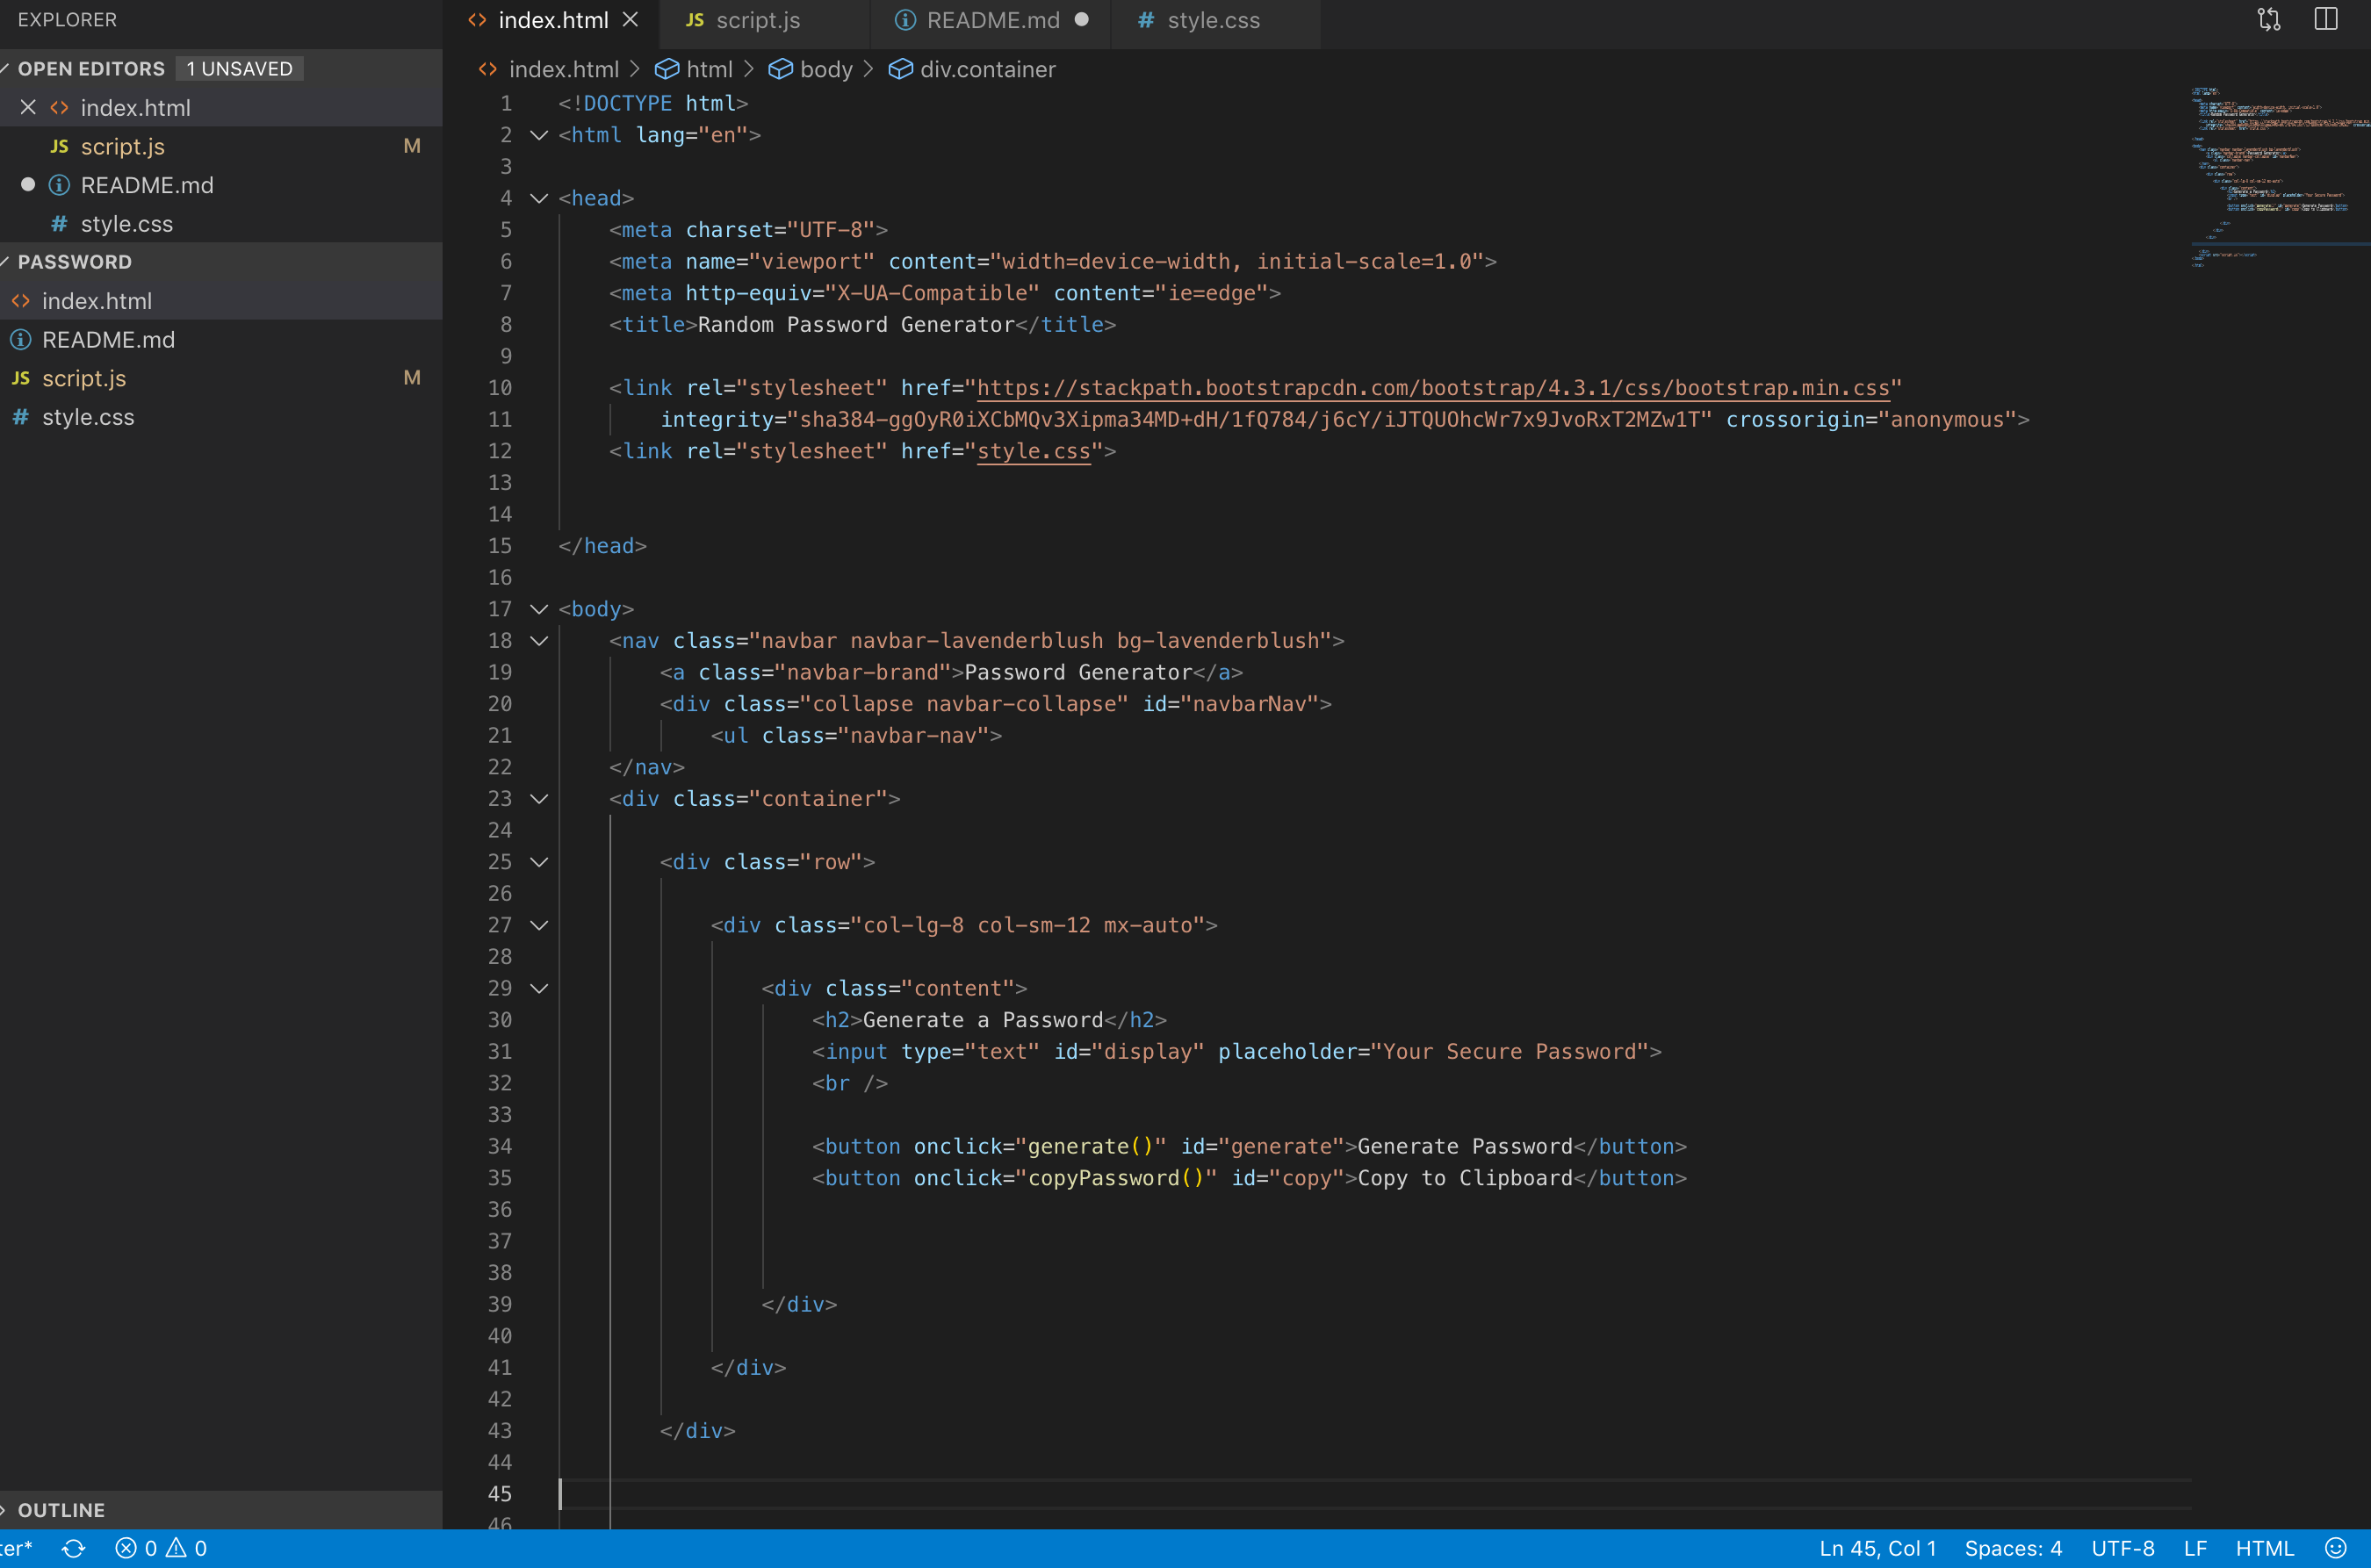 EXPLORER
OPEN EDITORS 1 UNSAVED
index.html
JS script.js M
README.md
# style.css
PASSWORD
index.html
README.md
JS script.js M
# style.css
OUTLINE
index.html
JS script.js
README.md
# style.css
index.html > html > body > div.container
1 <!DOCTYPE html>
2 <html lang="en">
3
4 <head>
5 <meta charset="UTF-8">
6 <meta name="viewport" content="width=device-width, initial-scale=1.0">
7 <meta http-equiv="X-UA-Compatible" content="ie=edge">
8 <title>Random Password Generator</title>
9
10 <link rel="stylesheet" href="https://stackpath.bootstrapcdn.com/bootstrap/4.3.1/css/bootstrap.min.css"
11 integrity="sha384-ggOyR0iXCbMQv3Xipma34MD+dH/1fQ784/j6cY/iJTQUOhcWr7x9JvoRxT2MZw1T" crossorigin="anonymous">
12 <link rel="stylesheet" href="style.css">
13
14
15 </head>
16
17 <body>
18 <nav class="navbar navbar-lavenderblush bg-lavenderblush">
19 <a class="navbar-brand">Password Generator</a>
20 <div class="collapse navbar-collapse" id="navbarNav">
21 <ul class="navbar-nav">
22 </nav>
23 <div class="container">
24
25 <div class="row">
26
27 <div class="col-lg-8 col-sm-12 mx-auto">
28
29 <div class="content">
30 <h2>Generate a Password</h2>
31 <input type="text" id="display" placeholder="Your Secure Password">
32 <br />
33
34 <button onclick="generate()" id="generate">Generate Password</button>
35 <button onclick="copyPassword()" id="copy">Copy to Clipboard</button>
36
37
38
39 </div>
40
41 </div>
42
43 </div>
44
45
46
ter* 0 0 Ln 45, Col 1 Spaces: 4 UTF-8 LF HTML